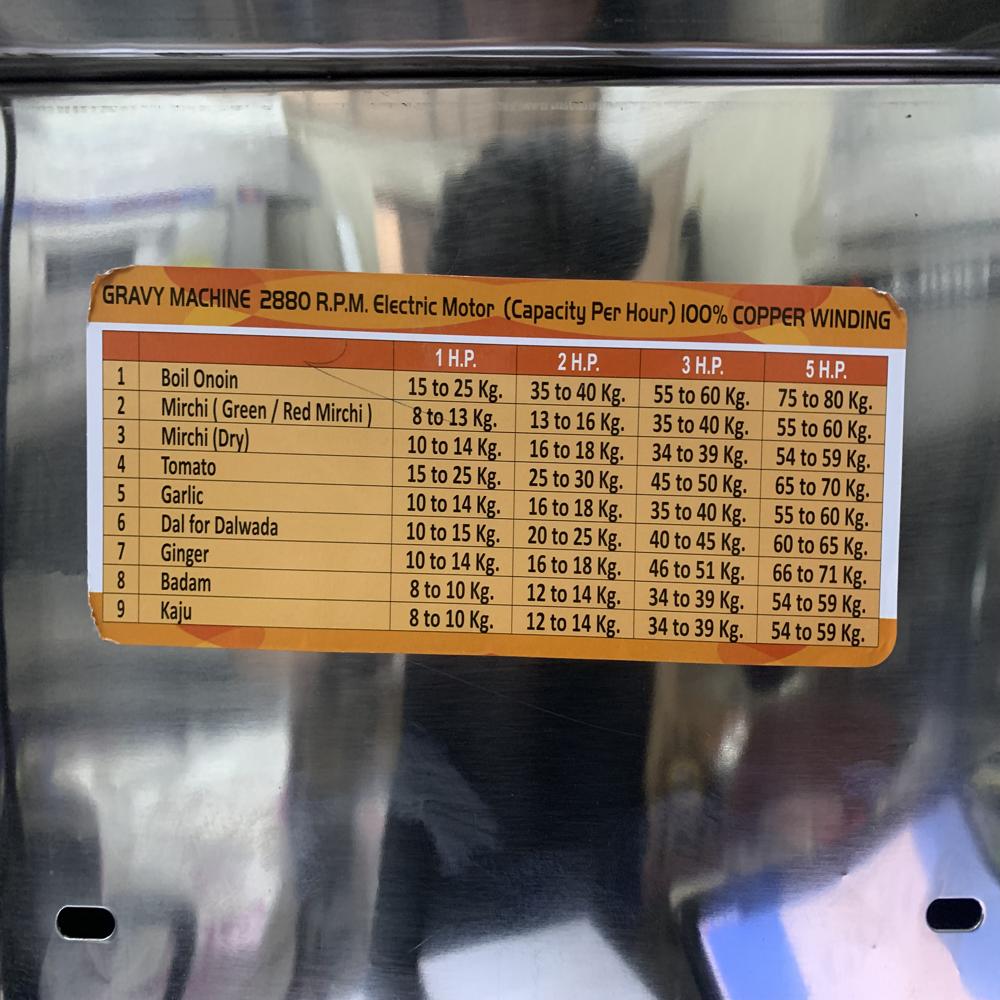 GRAVY MACHINE 2880 R.P.M. Electric Motor (Capacity Per Hour) 100% COPPER WINDING
1 H.P. 2 H.P. 3 H.P. 5 H.P.
1 Boil Onoin 15 to 25 Kg. 35 to 40 Kg. 55 to 60 Kg. 75 to 80 Kg.
2 Mirchi ( Green / Red Mirchi ) 8 to 13 Kg. 13 to 16 Kg. 35 to 40 Kg. 55 to 60 Kg.
3 Mirchi (Dry) 10 to 14 Kg. 16 to 18 Kg. 34 to 39 Kg. 54 to 59 Kg.
4 Tomato 15 to 25 Kg. 25 to 30 Kg. 45 to 50 Kg. 65 to 70 Kg.
5 Garlic 10 to 14 Kg. 16 to 18 Kg. 35 to 40 Kg. 55 to 60 Kg.
6 Dal for Dalwada 10 to 15 Kg. 20 to 25 Kg. 40 to 45 Kg. 60 to 65 Kg.
7 Ginger 10 to 14 Kg. 16 to 18 Kg. 46 to 51 Kg. 66 to 71 Kg.
8 Badam 8 to 10 Kg. 12 to 14 Kg. 34 to 39 Kg. 54 to 59 Kg.
9 Kaju 8 to 10 Kg. 12 to 14 Kg. 34 to 39 Kg. 54 to 59 Kg.